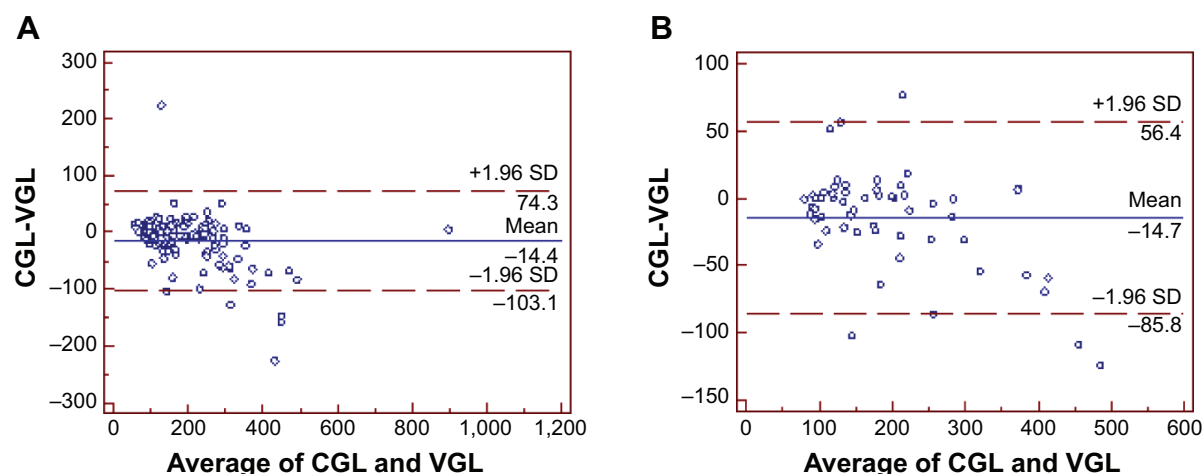 A
300
200
100
0
–100
–200
–300
CGL-VGL
+1.96 SD
74.3
Mean
–14.4
–1.96 SD
–103.1
0 200 400 600 800 1,000 1,200
Average of CGL and VGL
B
100
50
0
–50
–100
–150
CGL-VGL
+1.96 SD
56.4
Mean
–14.7
–1.96 SD
–85.8
0 100 200 300 400 500 600
Average of CGL and VGL